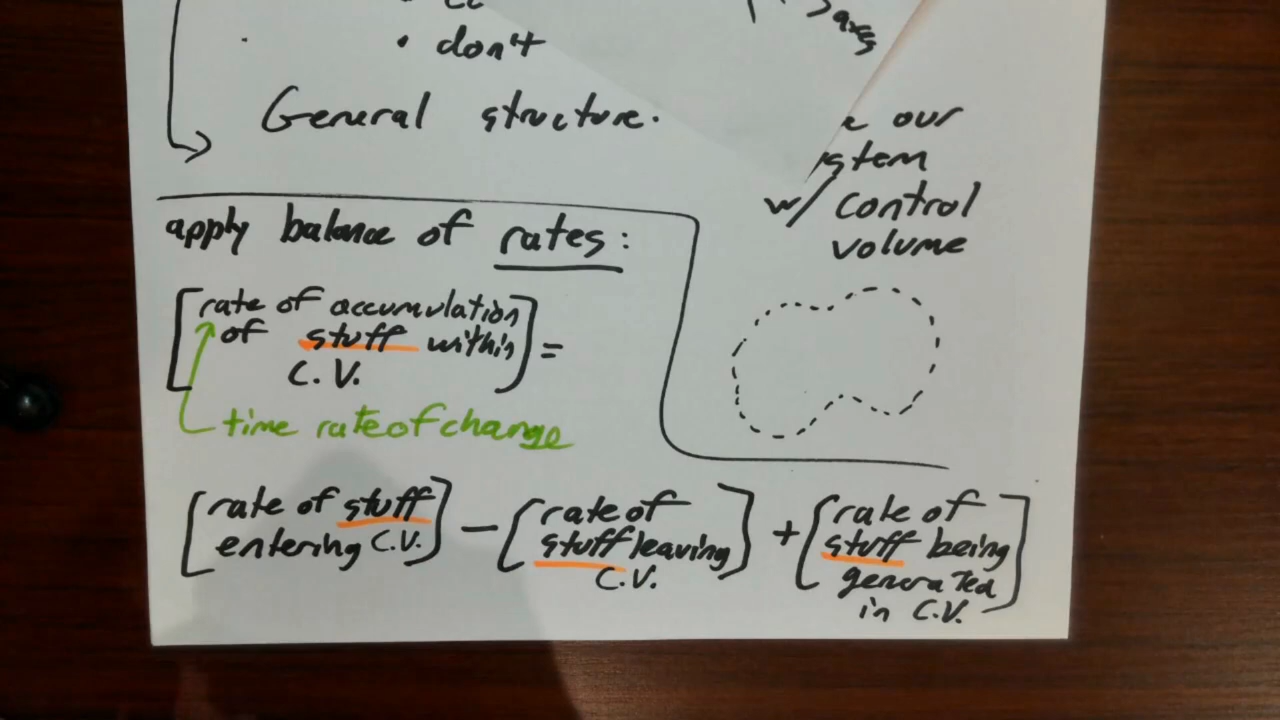 • don't
axes
General structure.
our
w/ control
volume
apply balance of rates:
[rate of accumulation
of stuff within] =
C.V.
time rate of change
[rate of stuff
entering C.V.]
- [rate of
stuff leaving]
C.V.
+ [rate of
stuff being
generated
in C.V.]